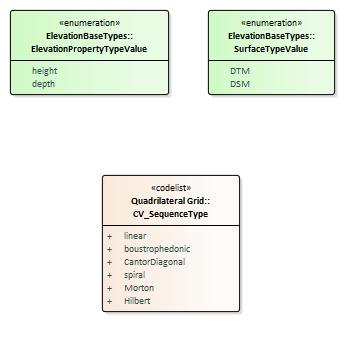 «enumeration»
ElevationBaseTypes::
ElevationPropertyTypeValue
height
depth
«enumeration»
ElevationBaseTypes::
SurfaceTypeValue
DTM
DSM
«codelist»
Quadrilateral Grid::
CV_SequenceType
+ linear
+ boustrophedonic
+ CantorDiagonal
+ spiral
+ Morton
+ Hilbert